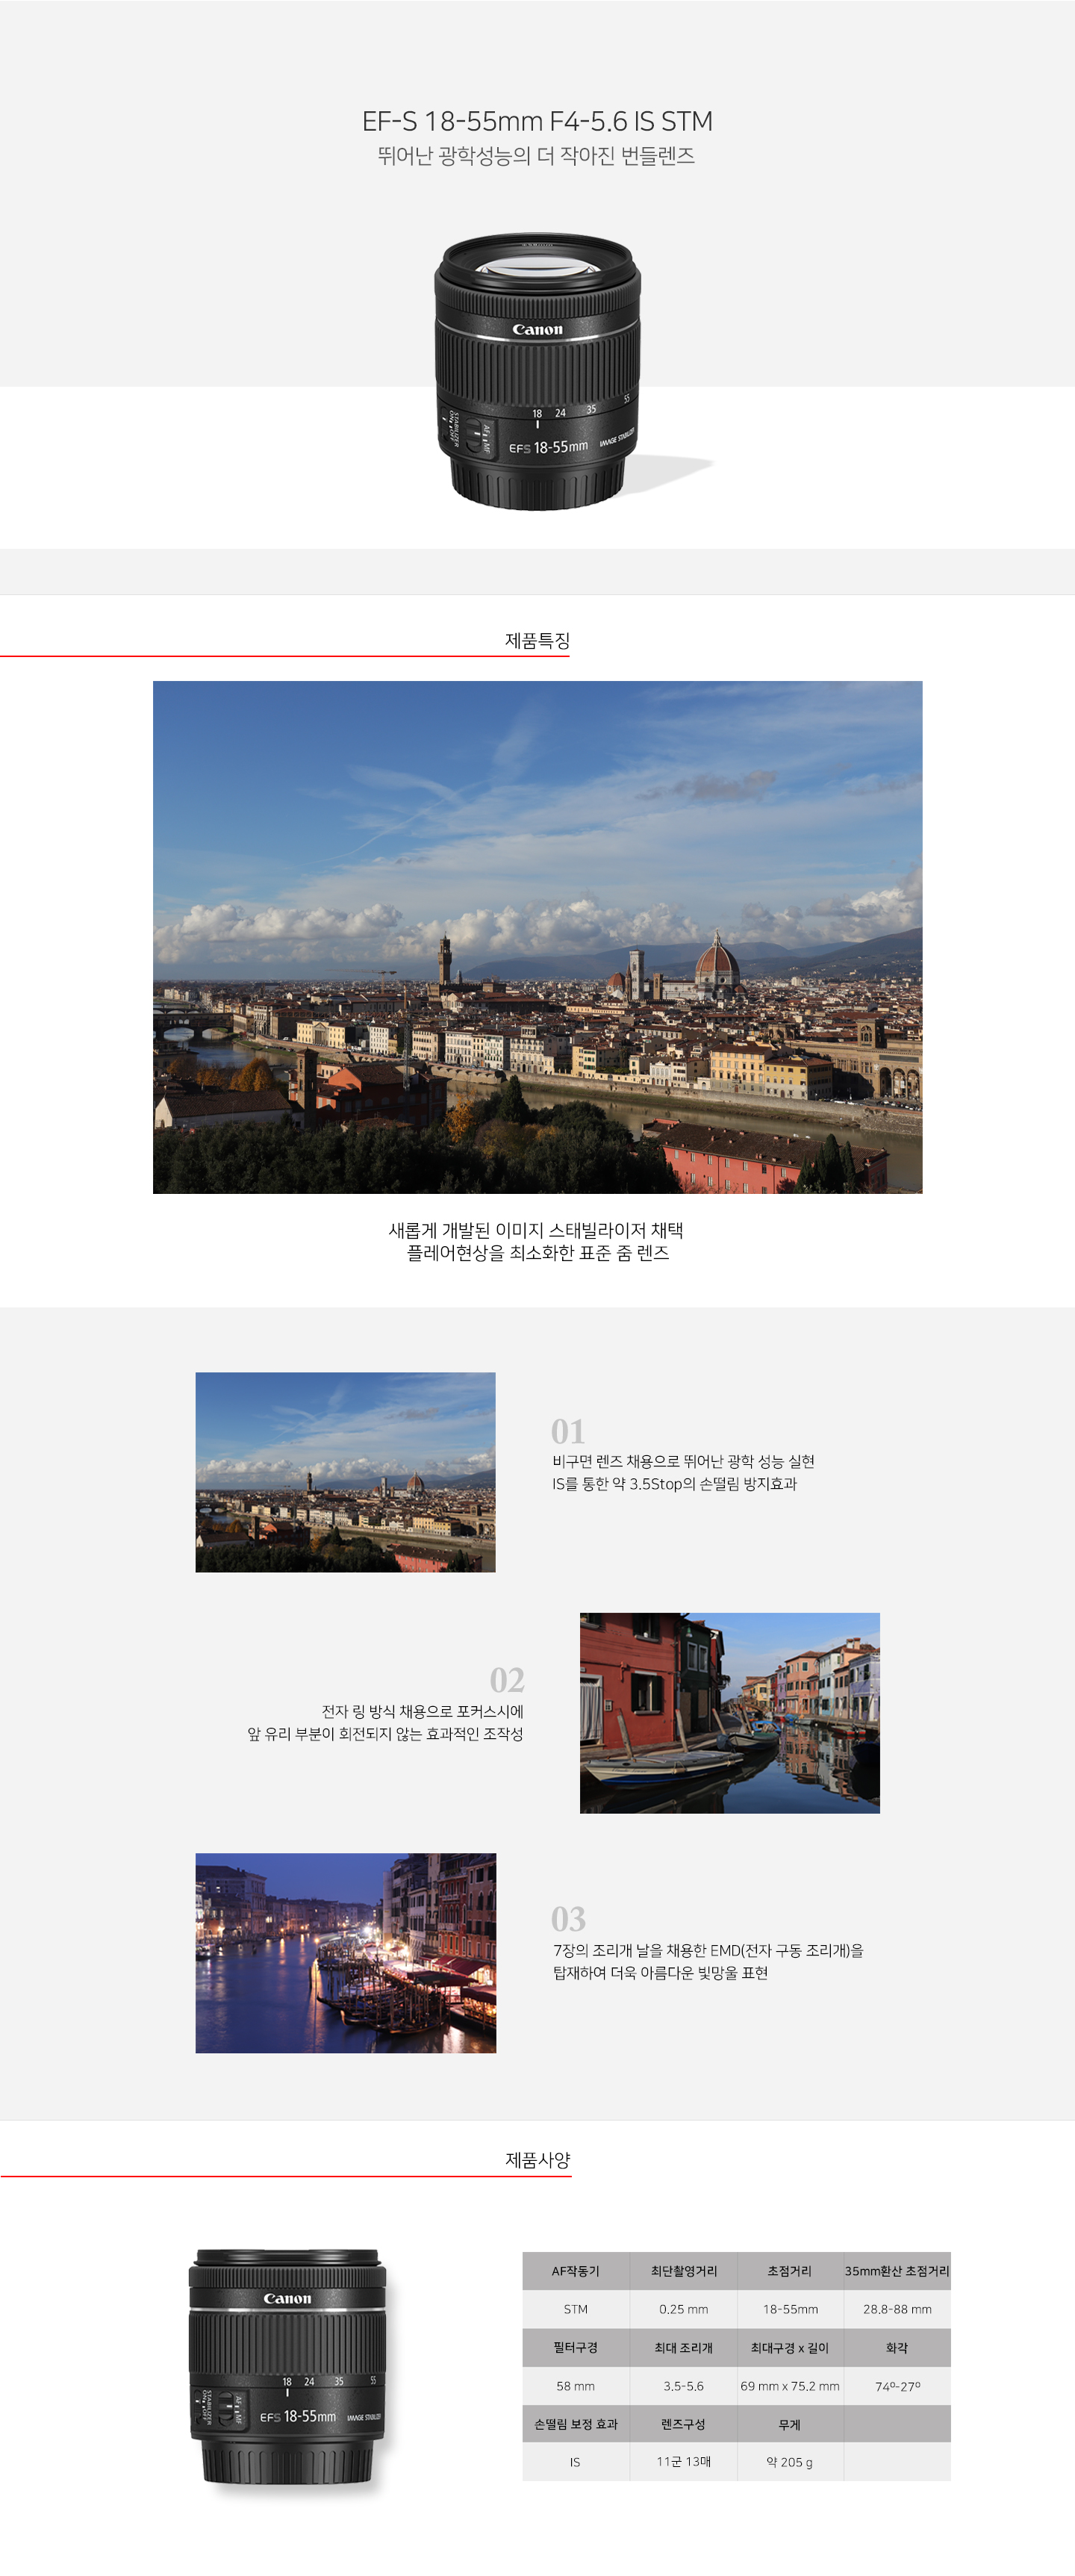 EF-S 18-55mm F4-5.6 IS STM
뛰어난 광학성능의 더 작아진 번들렌즈
Canon
18 24 35 55
STABILIZER
ON OFF
AF MF
EFS 18-55mm
IMAGE STABILIZER
제품특징
새롭게 개발된 이미지 스태빌라이저 채택
플레어현상을 최소화한 표준 줌 렌즈
01
비구면 렌즈 채용으로 뛰어난 광학 성능 실현
IS를 통한 약 3.5Stop의 손떨림 방지효과
02
전자 링 방식 채용으로 포커스시에
앞 유리 부분이 회전되지 않는 효과적인 조작성
03
7장의 조리개 날을 채용한 EMD(전자 구동 조리개)을
탑재하여 더욱 아름다운 빛망울 표현
제품사양
Canon
18 24 35 55
STABILIZER
ON OFF
AF MF
EFS 18-55mm
IMAGE STABILIZER
AF작동기 최단촬영거리 초점거리 35mm환산 초점거리
STM 0.25 mm 18-55mm 28.8-88 mm
필터구경 최대 조리개 최대구경 x 길이 화각
58 mm 3.5-5.6 69 mm x 75.2 mm 74º-27º
손떨림 보정 효과 렌즈구성 무게
IS 11군 13매 약 205 g